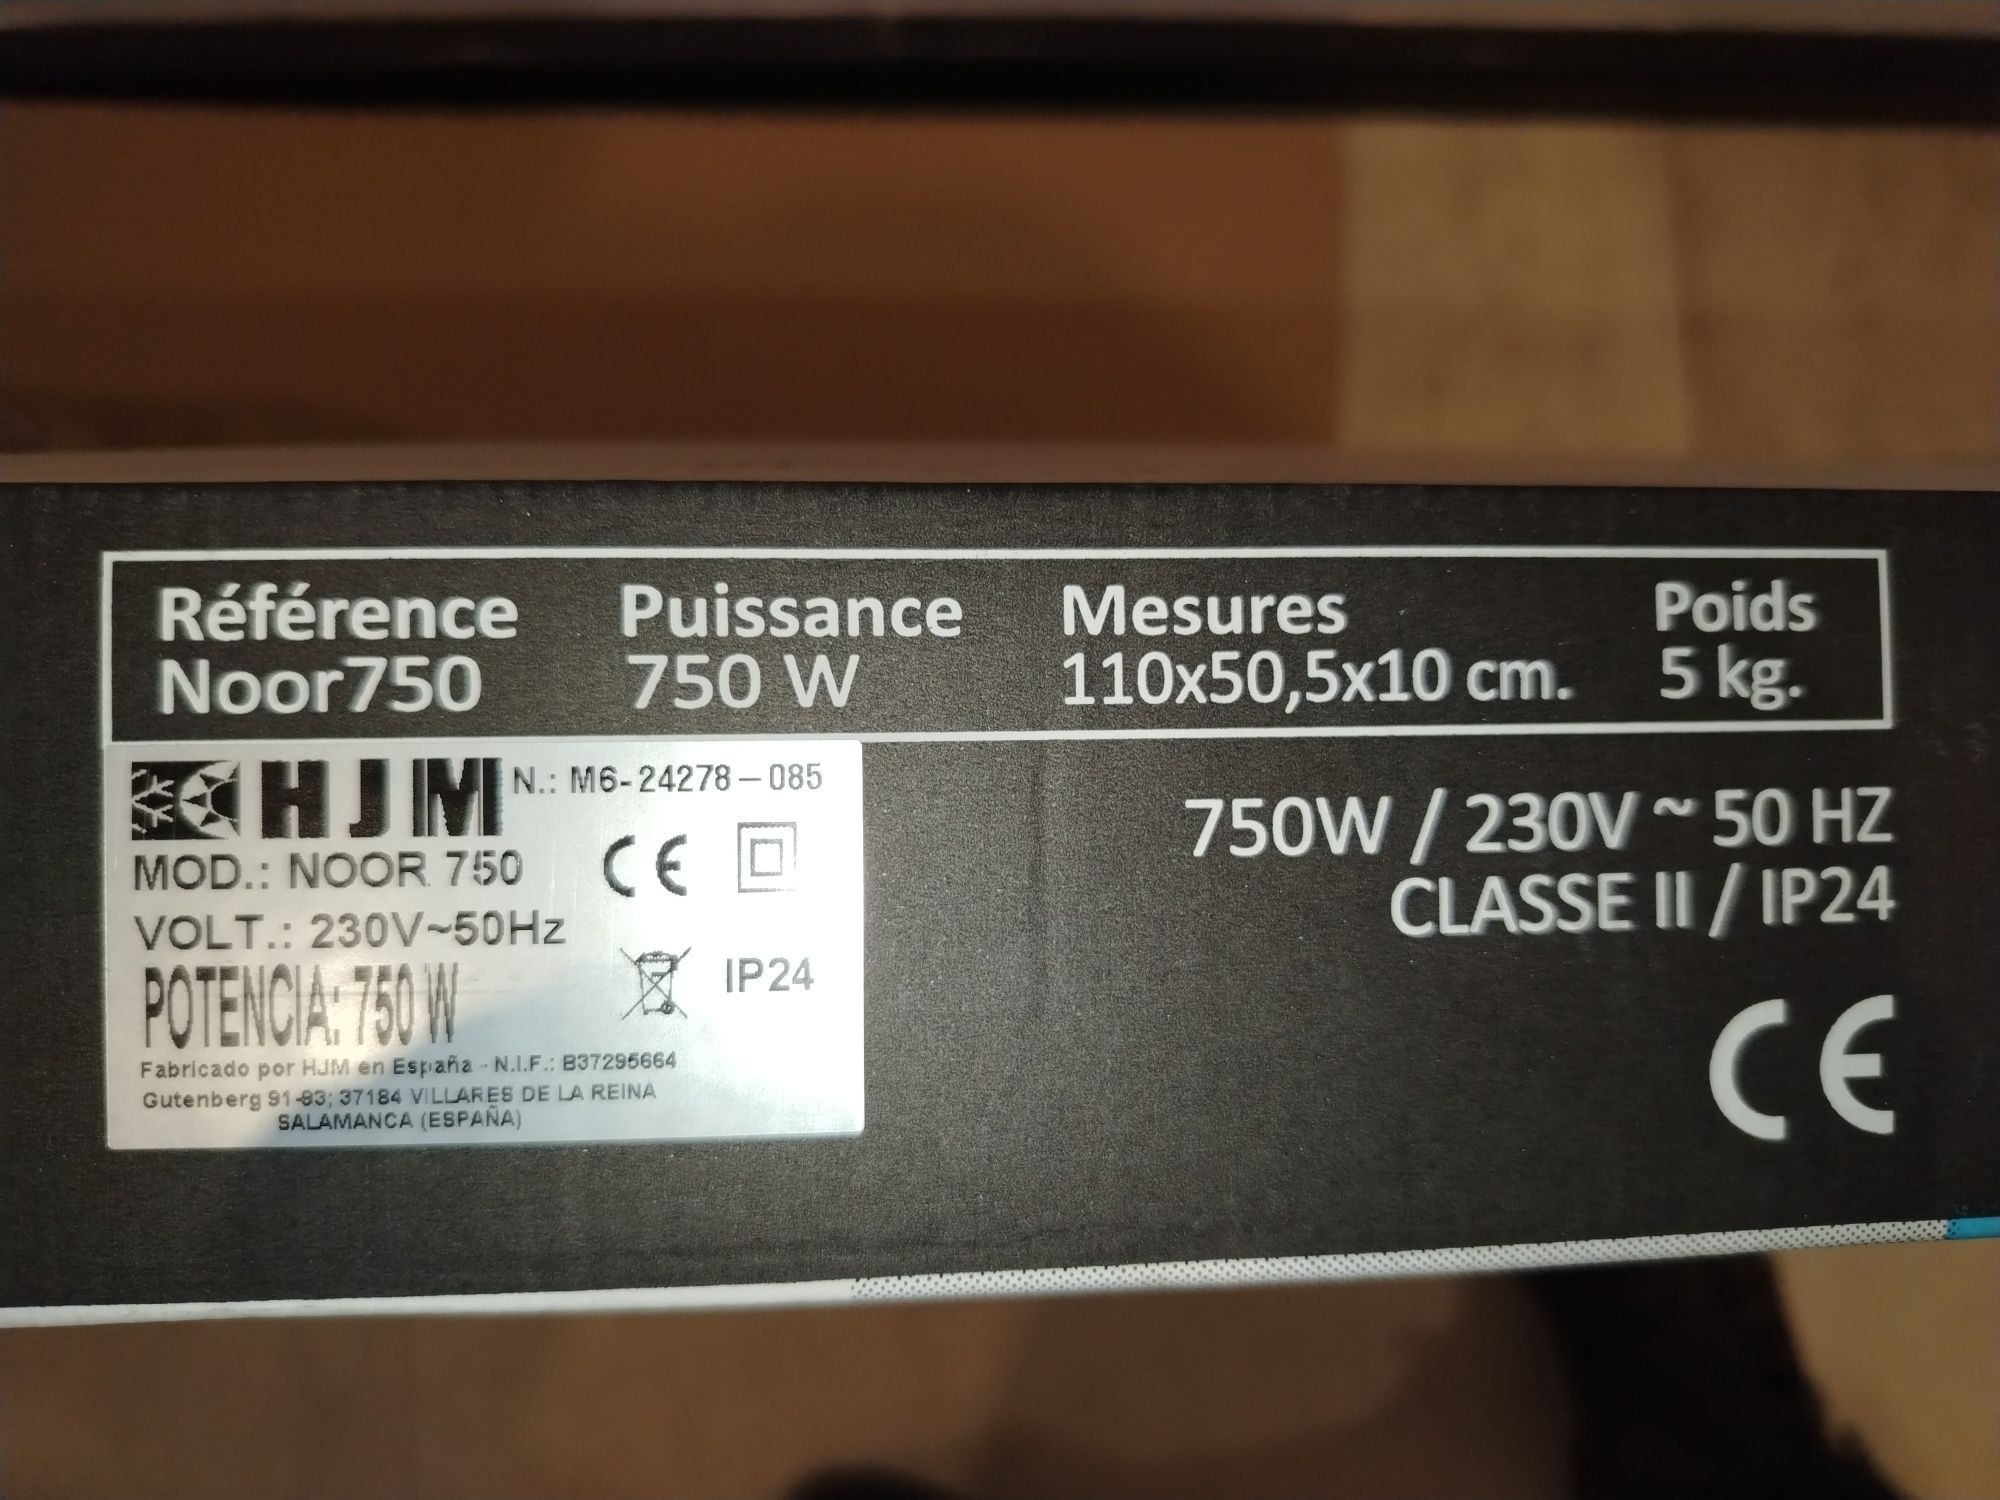 Référence Puissance Mesures Poids
Noor750 750 W 110x50,5x10 cm. 5 kg.
HJM N.: M6-24278-085
MOD.: NOOR 750 CE
VOLT.: 230V~50Hz
POTENCIA: 750 W IP24
Fabricado por HJM en España - N.I.F.: B37295664
Gutenberg 91-93; 37184 VILLARES DE LA REINA
SALAMANCA (ESPAÑA)
750W / 230V ~ 50 HZ
CLASSE II / IP24
CE